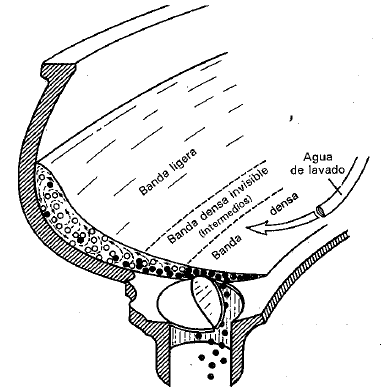 Agua
de lavado
Banda ligera
Banda densa invisible
(Intermedios)
Banda densa